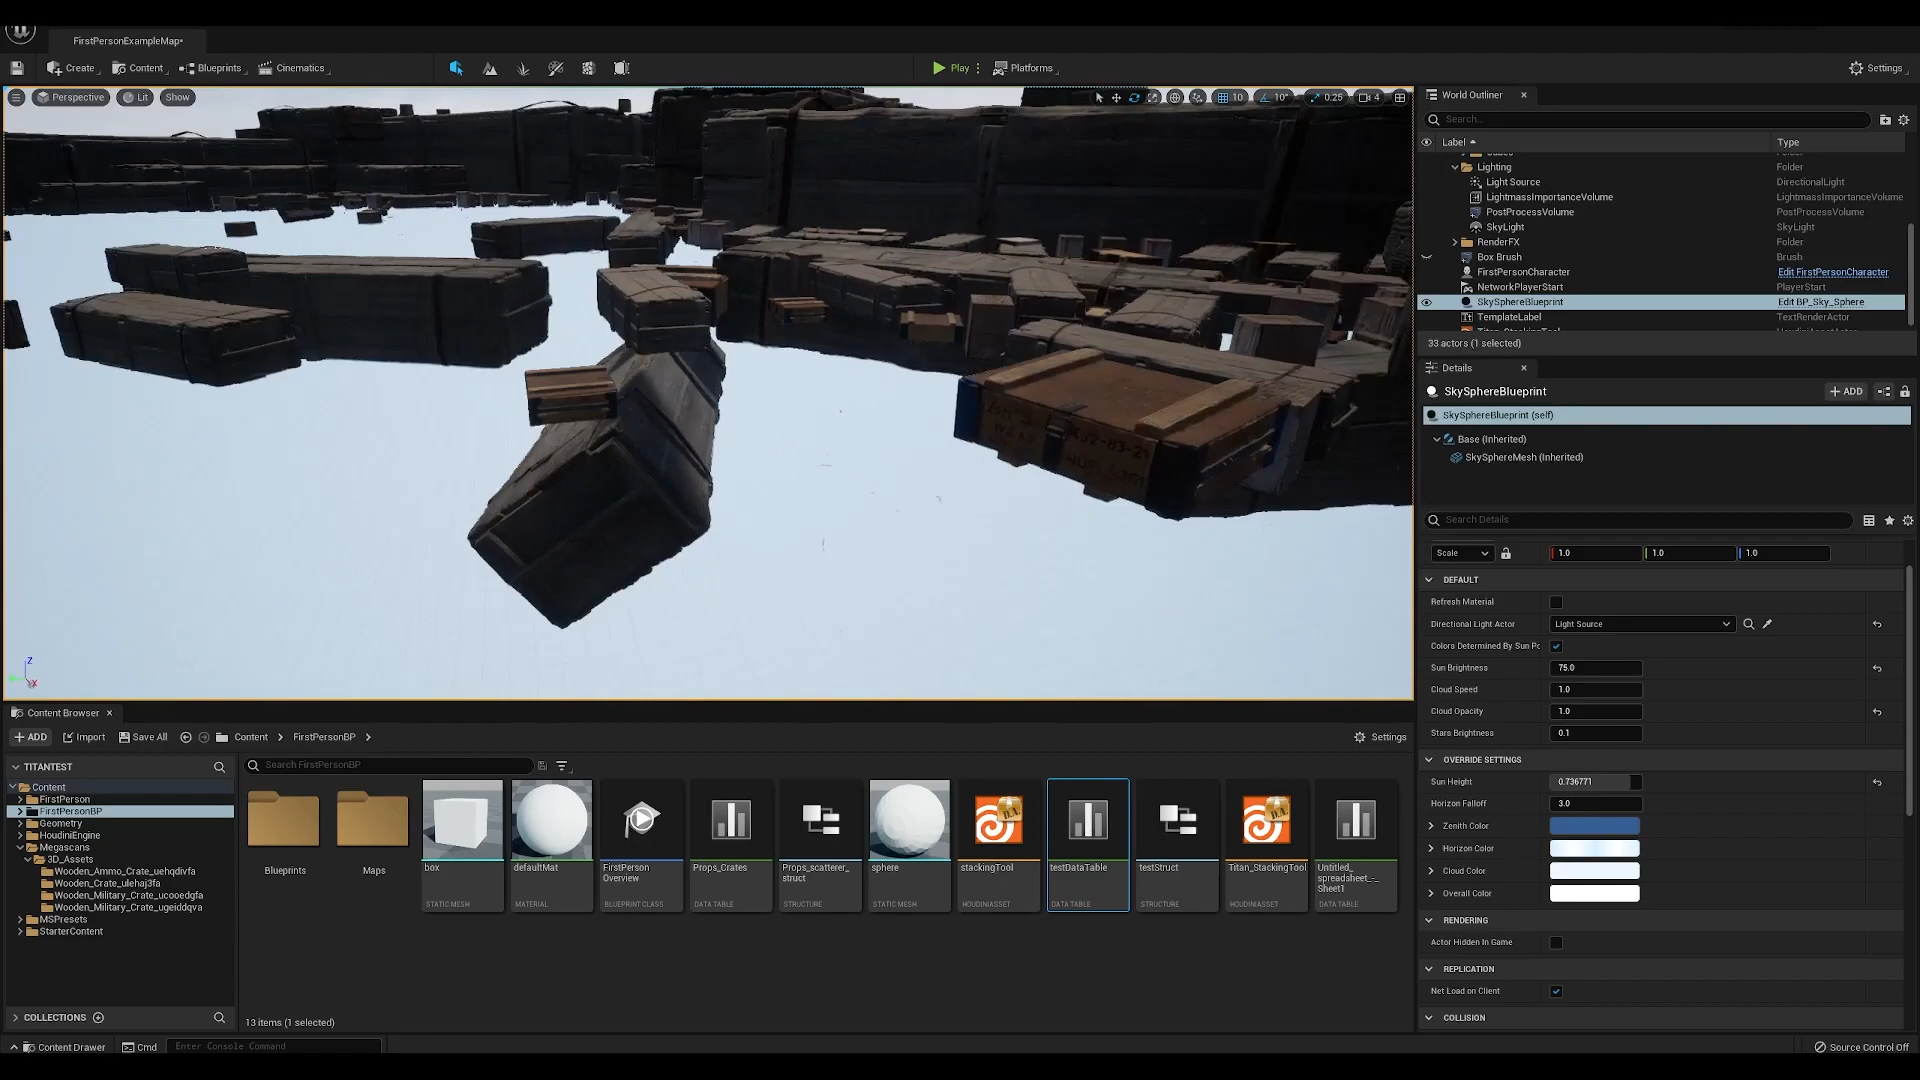 FirstPersonExampleMap•
Create Content Blueprints Cinematics Play Platforms Settings
Perspective Lit Show 10 10° 0.25 4
World Outliner
Search...
Label Type
Lighting Folder
Light Source DirectionalLight
LightmassImportanceVolume LightmassImportanceVolume
PostProcessVolume PostProcessVolume
SkyLight SkyLight
RenderFX Folder
Box Brush Brush
FirstPersonCharacter Edit FirstPersonCharacter
NetworkPlayerStart PlayerStart
SkySphereBlueprint Edit BP_Sky_Sphere
TemplateLabel TextRenderActor
33 actors (1 selected)
Details
SkySphereBlueprint ADD
SkySphereBlueprint (self)
Base (Inherited)
SkySphereMesh (Inherited)
Search Details
Scale 1.0 1.0 1.0
DEFAULT
Refresh Material
Directional Light Actor Light Source
Colors Determined By Sun Po
Sun Brightness 75.0
Cloud Speed 1.0
Cloud Opacity 1.0
Stars Brightness 0.1
OVERRIDE SETTINGS
Sun Height 0.736771
Horizon Falloff 3.0
Zenith Color
Horizon Color
Cloud Color
Overall Color
RENDERING
Actor Hidden In Game
REPLICATION
Net Load on Client
COLLISION
Z
X
Content Browser
ADD Import Save All Content FirstPersonBP Settings
TITANTEST
Content
FirstPerson
FirstPersonBP
Geometry
HoudiniEngine
Megascans
3D_Assets
Wooden_Ammo_Crate_uehqdivfa
Wooden_Crate_ulehaj3fa
Wooden_Military_Crate_ucooedgfa
Wooden_Military_Crate_ugeiddqva
MSPresets
StarterContent
COLLECTIONS
Search FirstPersonBP
Blueprints
Maps
box
STATIC MESH
defaultMat
MATERIAL
FirstPerson
Overview
BLUEPRINT CLASS
Props_Crates
DATA TABLE
Props_scatterer_
struct
STRUCTURE
sphere
STATIC MESH
stackingTool
HOUDINIASSET
testDataTable
DATA TABLE
testStruct
STRUCTURE
Titan_StackingTool
HOUDINIASSET
Untitled_
spreadsheet_-_
Sheet1
DATA TABLE
13 items (1 selected)
Content Drawer Cmd Enter Console Command Source Control Off